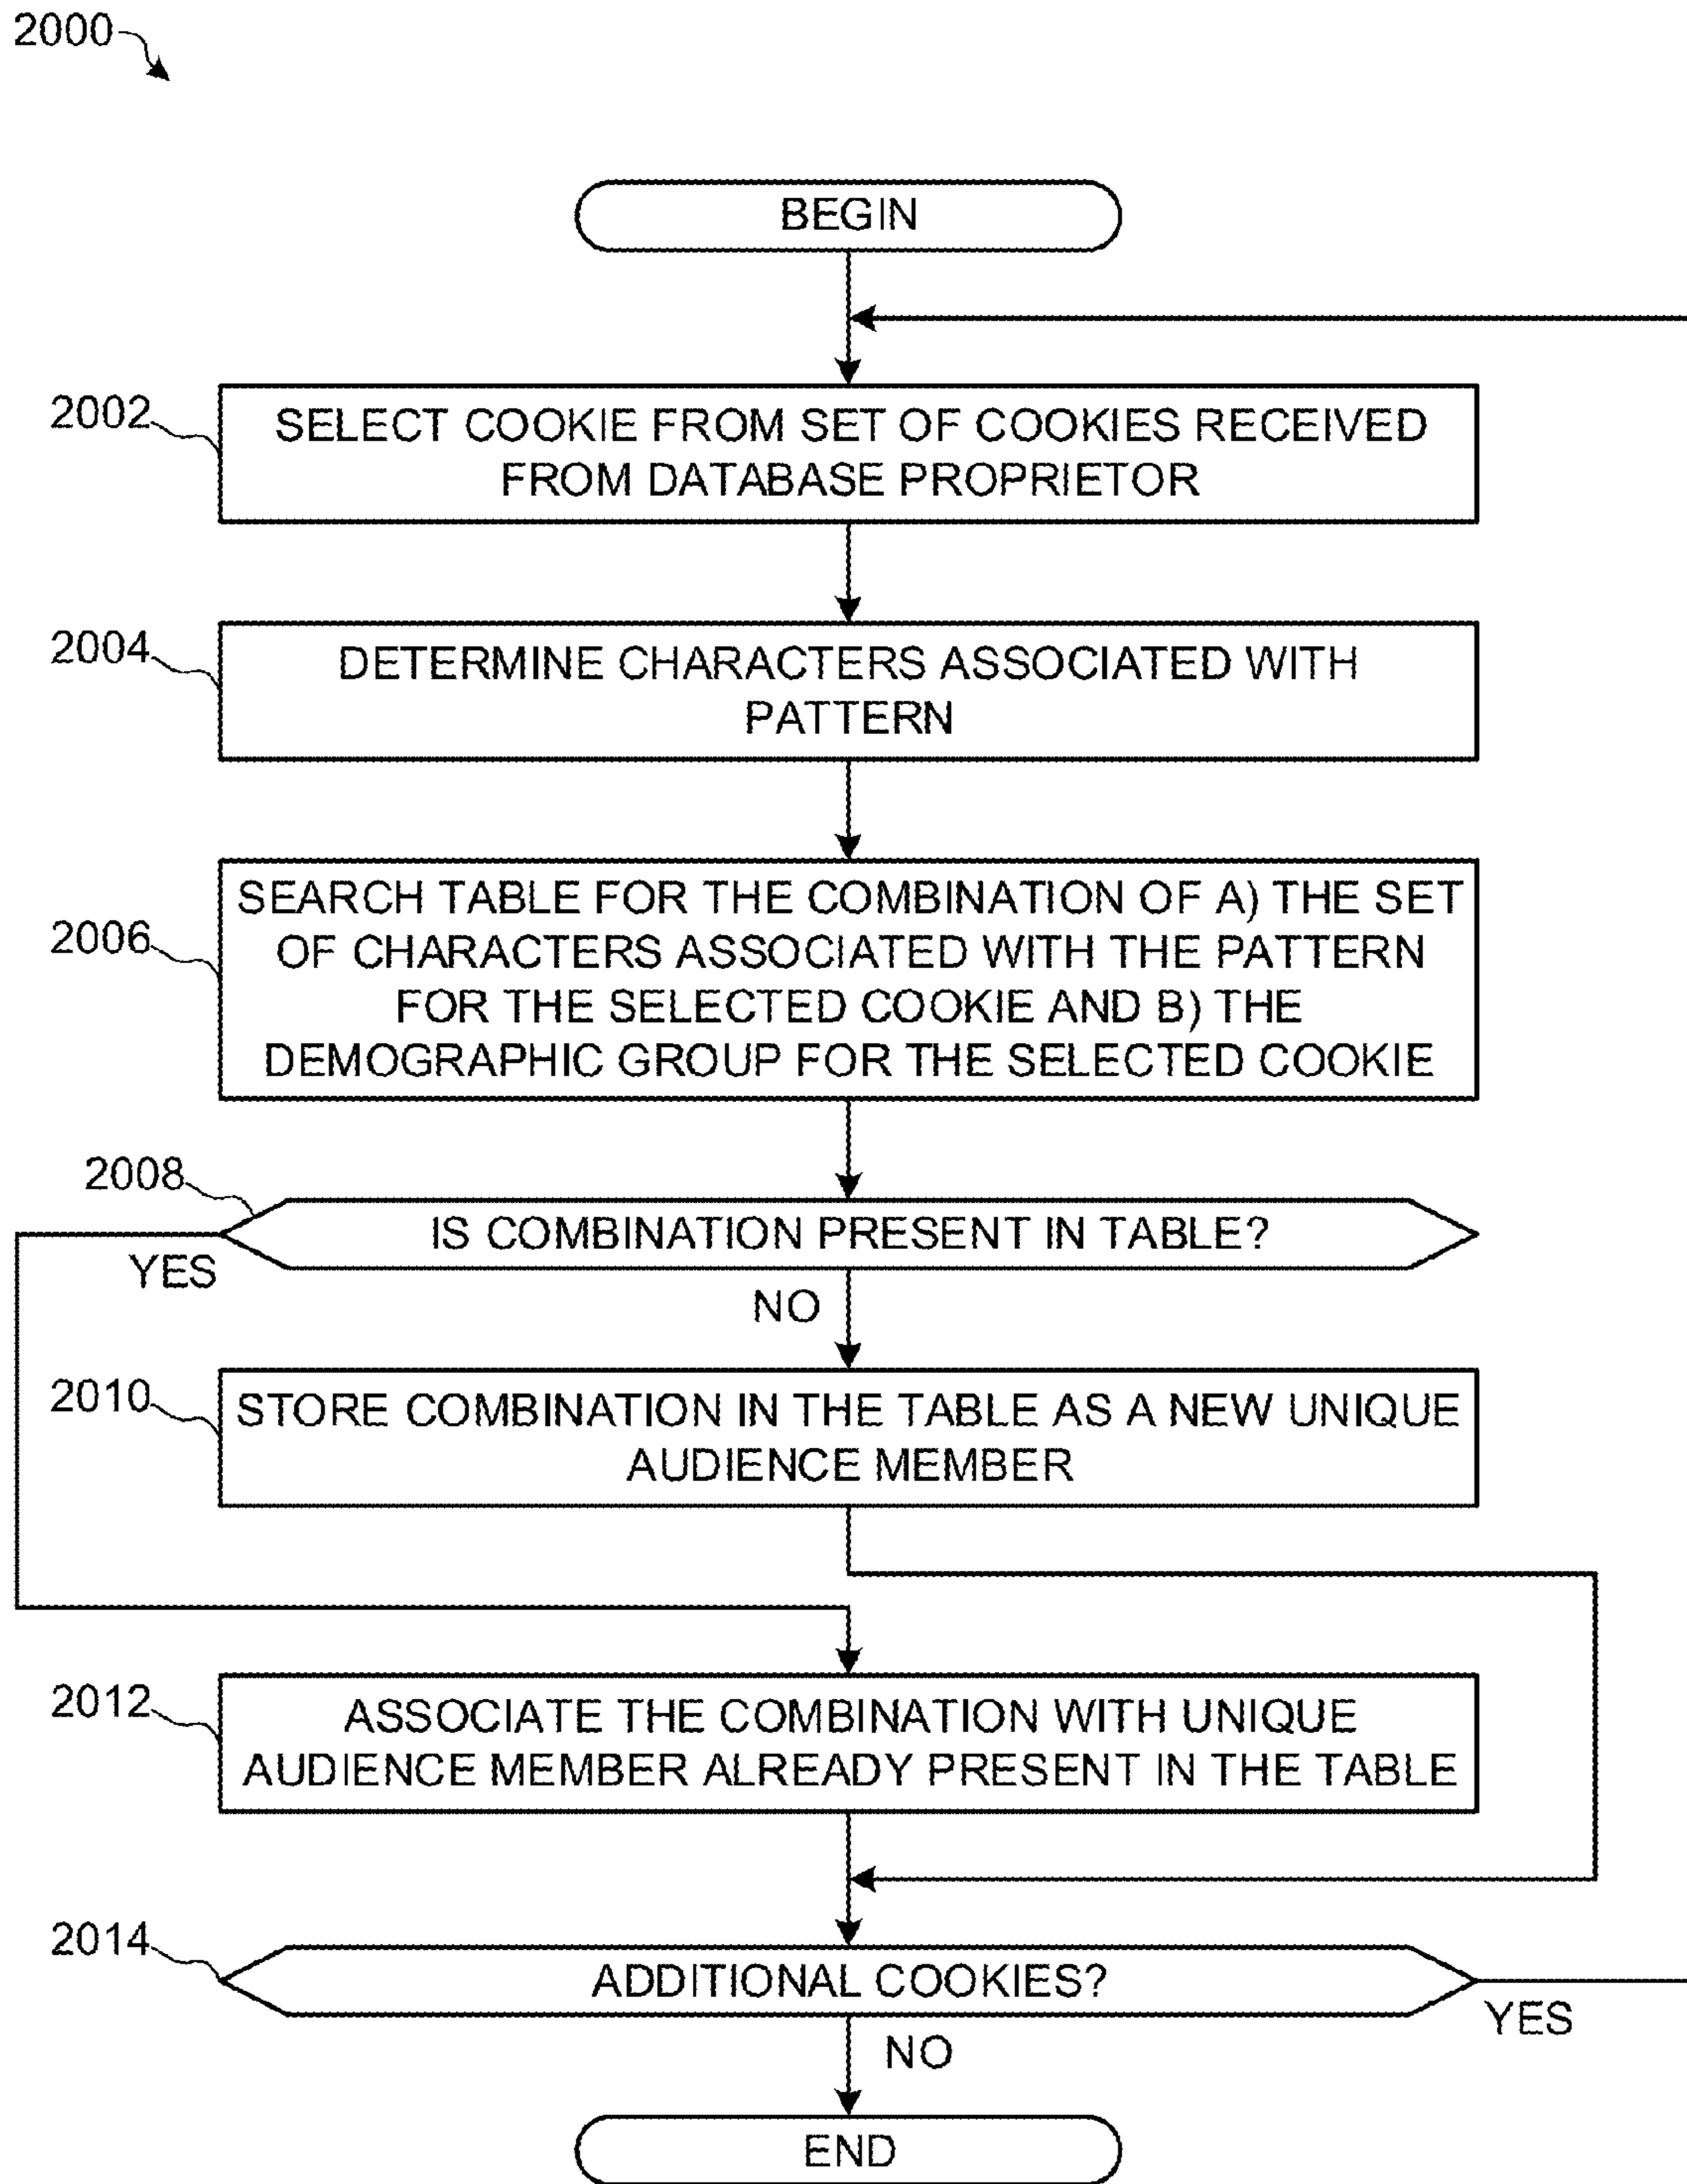 2000
BEGIN
2002
SELECT COOKIE FROM SET OF COOKIES RECEIVED
FROM DATABASE PROPRIETOR
2004
DETERMINE CHARACTERS ASSOCIATED WITH
PATTERN
2006
SEARCH TABLE FOR THE COMBINATION OF A) THE SET
OF CHARACTERS ASSOCIATED WITH THE PATTERN
FOR THE SELECTED COOKIE AND B) THE
DEMOGRAPHIC GROUP FOR THE SELECTED COOKIE
2008
IS COMBINATION PRESENT IN TABLE?
YES
NO
2010
STORE COMBINATION IN THE TABLE AS A NEW UNIQUE
AUDIENCE MEMBER
2012
ASSOCIATE THE COMBINATION WITH UNIQUE
AUDIENCE MEMBER ALREADY PRESENT IN THE TABLE
2014
ADDITIONAL COOKIES?
YES
NO
END